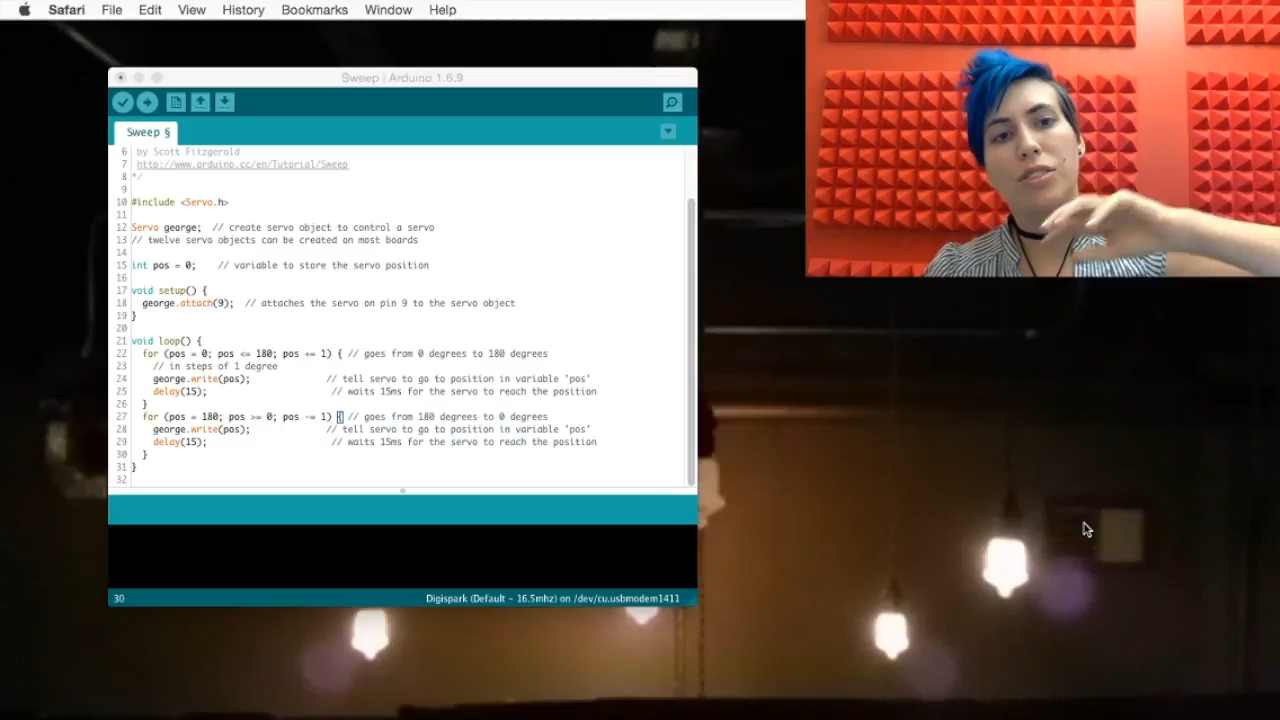 Safari File Edit View History Bookmarks Window Help
Sweep | Arduino 1.6.9
Sweep §
6 by Scott Fitzgerald
7 http://www.arduino.cc/en/Tutorial/Sweep
8 */
9
10 #include <Servo.h>
11
12 Servo george;  // create servo object to control a servo
13 // twelve servo objects can be created on most boards
14
15 int pos = 0;    // variable to store the servo position
16
17 void setup() {
18 george.attach(9);  // attaches the servo on pin 9 to the servo object
19 }
20
21 void loop() {
22 for (pos = 0; pos <= 180; pos += 1) { // goes from 0 degrees to 180 degrees
23 // in steps of 1 degree
24 george.write(pos);              // tell servo to go to position in variable 'pos'
25 delay(15);                       // waits 15ms for the servo to reach the position
26 }
27 for (pos = 180; pos >= 0; pos -= 1) { // goes from 180 degrees to 0 degrees
28 george.write(pos);              // tell servo to go to position in variable 'pos'
29 delay(15);                       // waits 15ms for the servo to reach the position
30 }
31 }
32
30 Digispark (Default - 16.5mhz) on /dev/cu.usbmodem1411